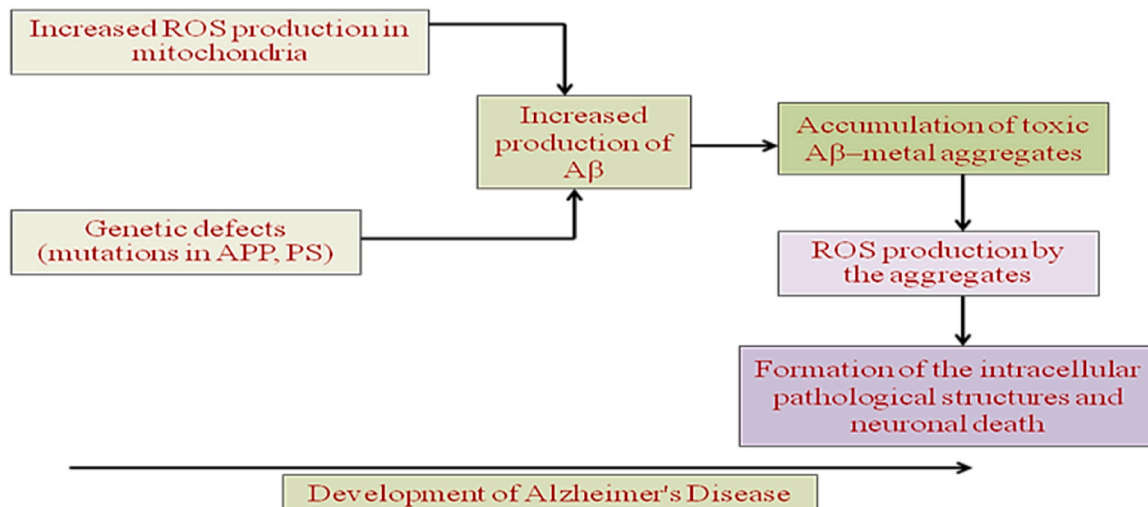 Increased ROS production in
mitochondria
Increased
production of
Aβ
Accumulation of toxic
Aβ–metal aggregates
Genetic defects
(mutations in APP, PS)
ROS production by
the aggregates
Formation of the intracellular
pathological structures and
neuronal death
Development of Alzheimer's Disease